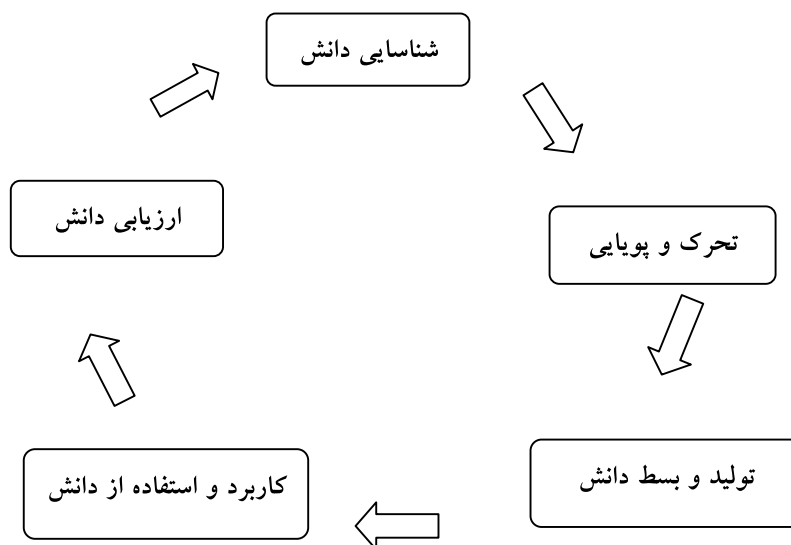 شناسایی دانش
تحرک و پویایی
تولید و بسط دانش
کاربرد و استفاده از دانش
ارزیابی دانش